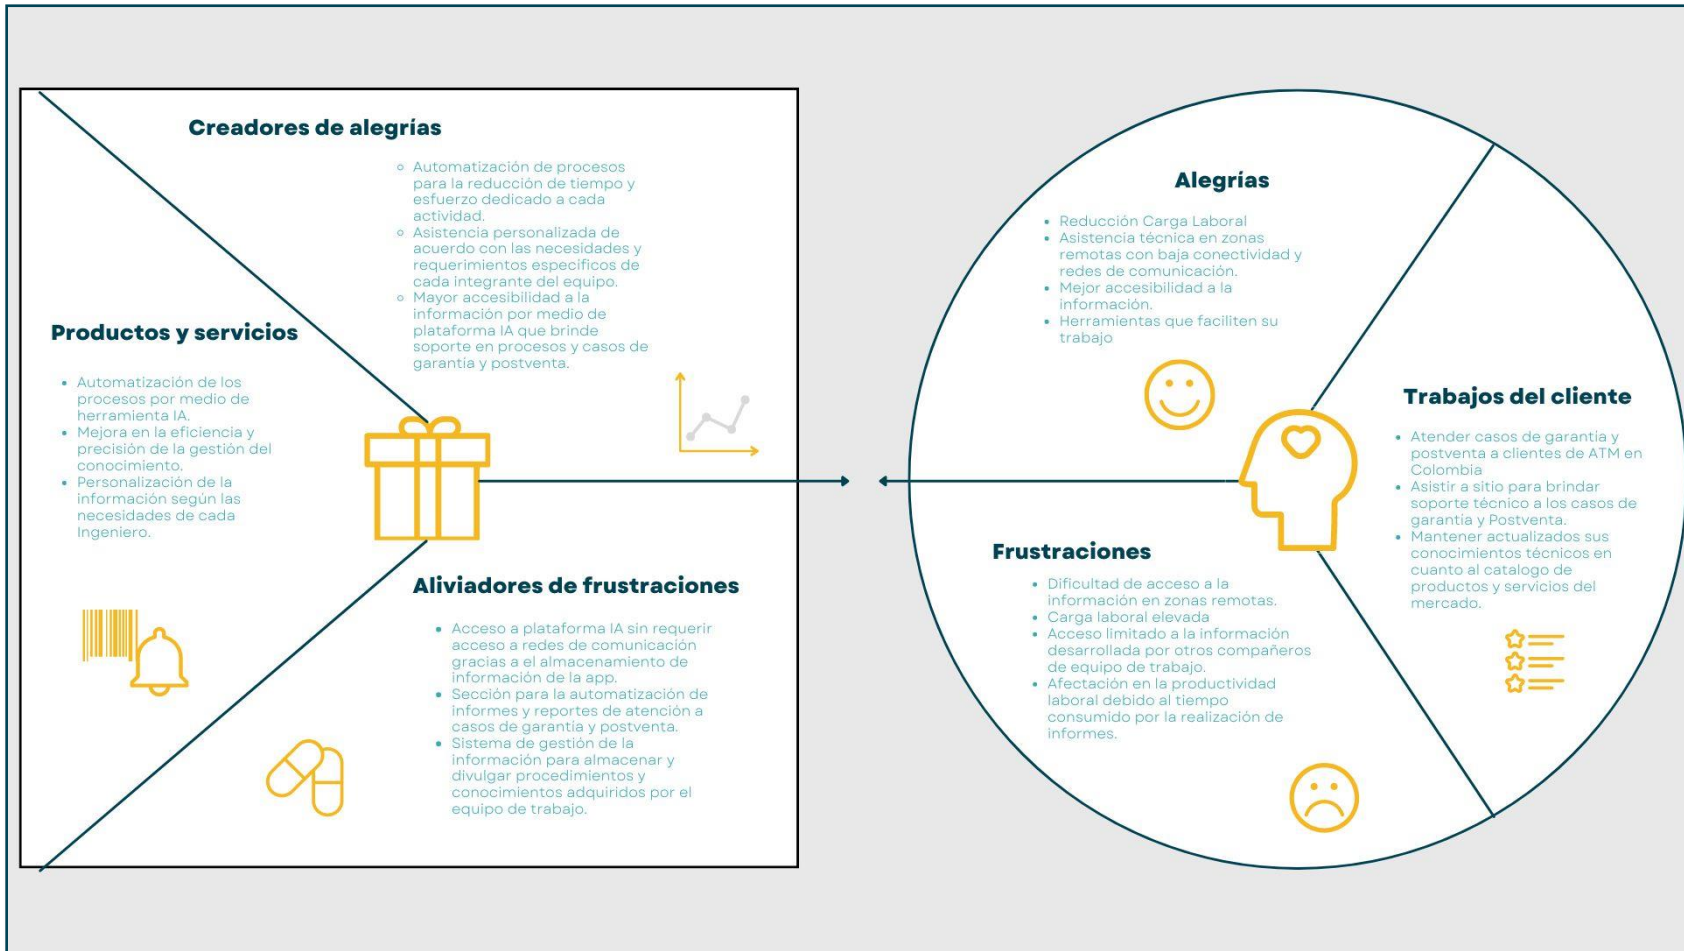 Creadores de alegrías
Automatización de procesos
para la reducción de tiempo y
esfuerzo dedicado a cada
actividad.
Asistencia personalizada de
acuerdo con las necesidades y
requerimientos especificos de
cada integrante del equipo.
Mayor accesibilidad a la
información por medio de
plataforma IA que brinde
soporte en procesos y casos de
garantía y postventa.
Productos y servicios
Automatización de los
procesos por medio de
herramienta IA.
Mejora en la eficiencia y
precisión de la gestión del
conocimiento.
Personalización de la
información según las
necesidades de cada
Ingeniero.
Aliviadores de frustraciones
Acceso a plataforma IA sin requerir
acceso a redes de comunicación
gracias a el almacenamiento de
información de la app.
Sección para la automatización de
informes y reportes de atención a
casos de garantía y postventa.
Sistema de gestión de la
información para almacenar y
divulgar procedimientos y
conocimientos adquiridos por el
equipo de trabajo.
Alegrías
Reducción Carga Laboral
Asistencia técnica en zonas
remotas con baja conectividad y
redes de comunicación.
Mejor accesibilidad a la
información.
Herramientas que faciliten su
trabajo
Trabajos del cliente
Atender casos de garantía y
postventa a clientes de ATM en
Colombia
Asistir a sitio para brindar
soporte técnico a los casos de
garantía y Postventa.
Mantener actualizados sus
conocimientos técnicos en
cuanto al catalogo de
productos y servicios del
mercado.
Frustraciones
Dificultad de acceso a la
información en zonas remotas.
Carga laboral elevada
Acceso limitado a la información
desarrollada por otros compañeros
de equipo de trabajo.
Afectación en la productividad
laboral debido al tiempo
consumido por la realización de
informes.